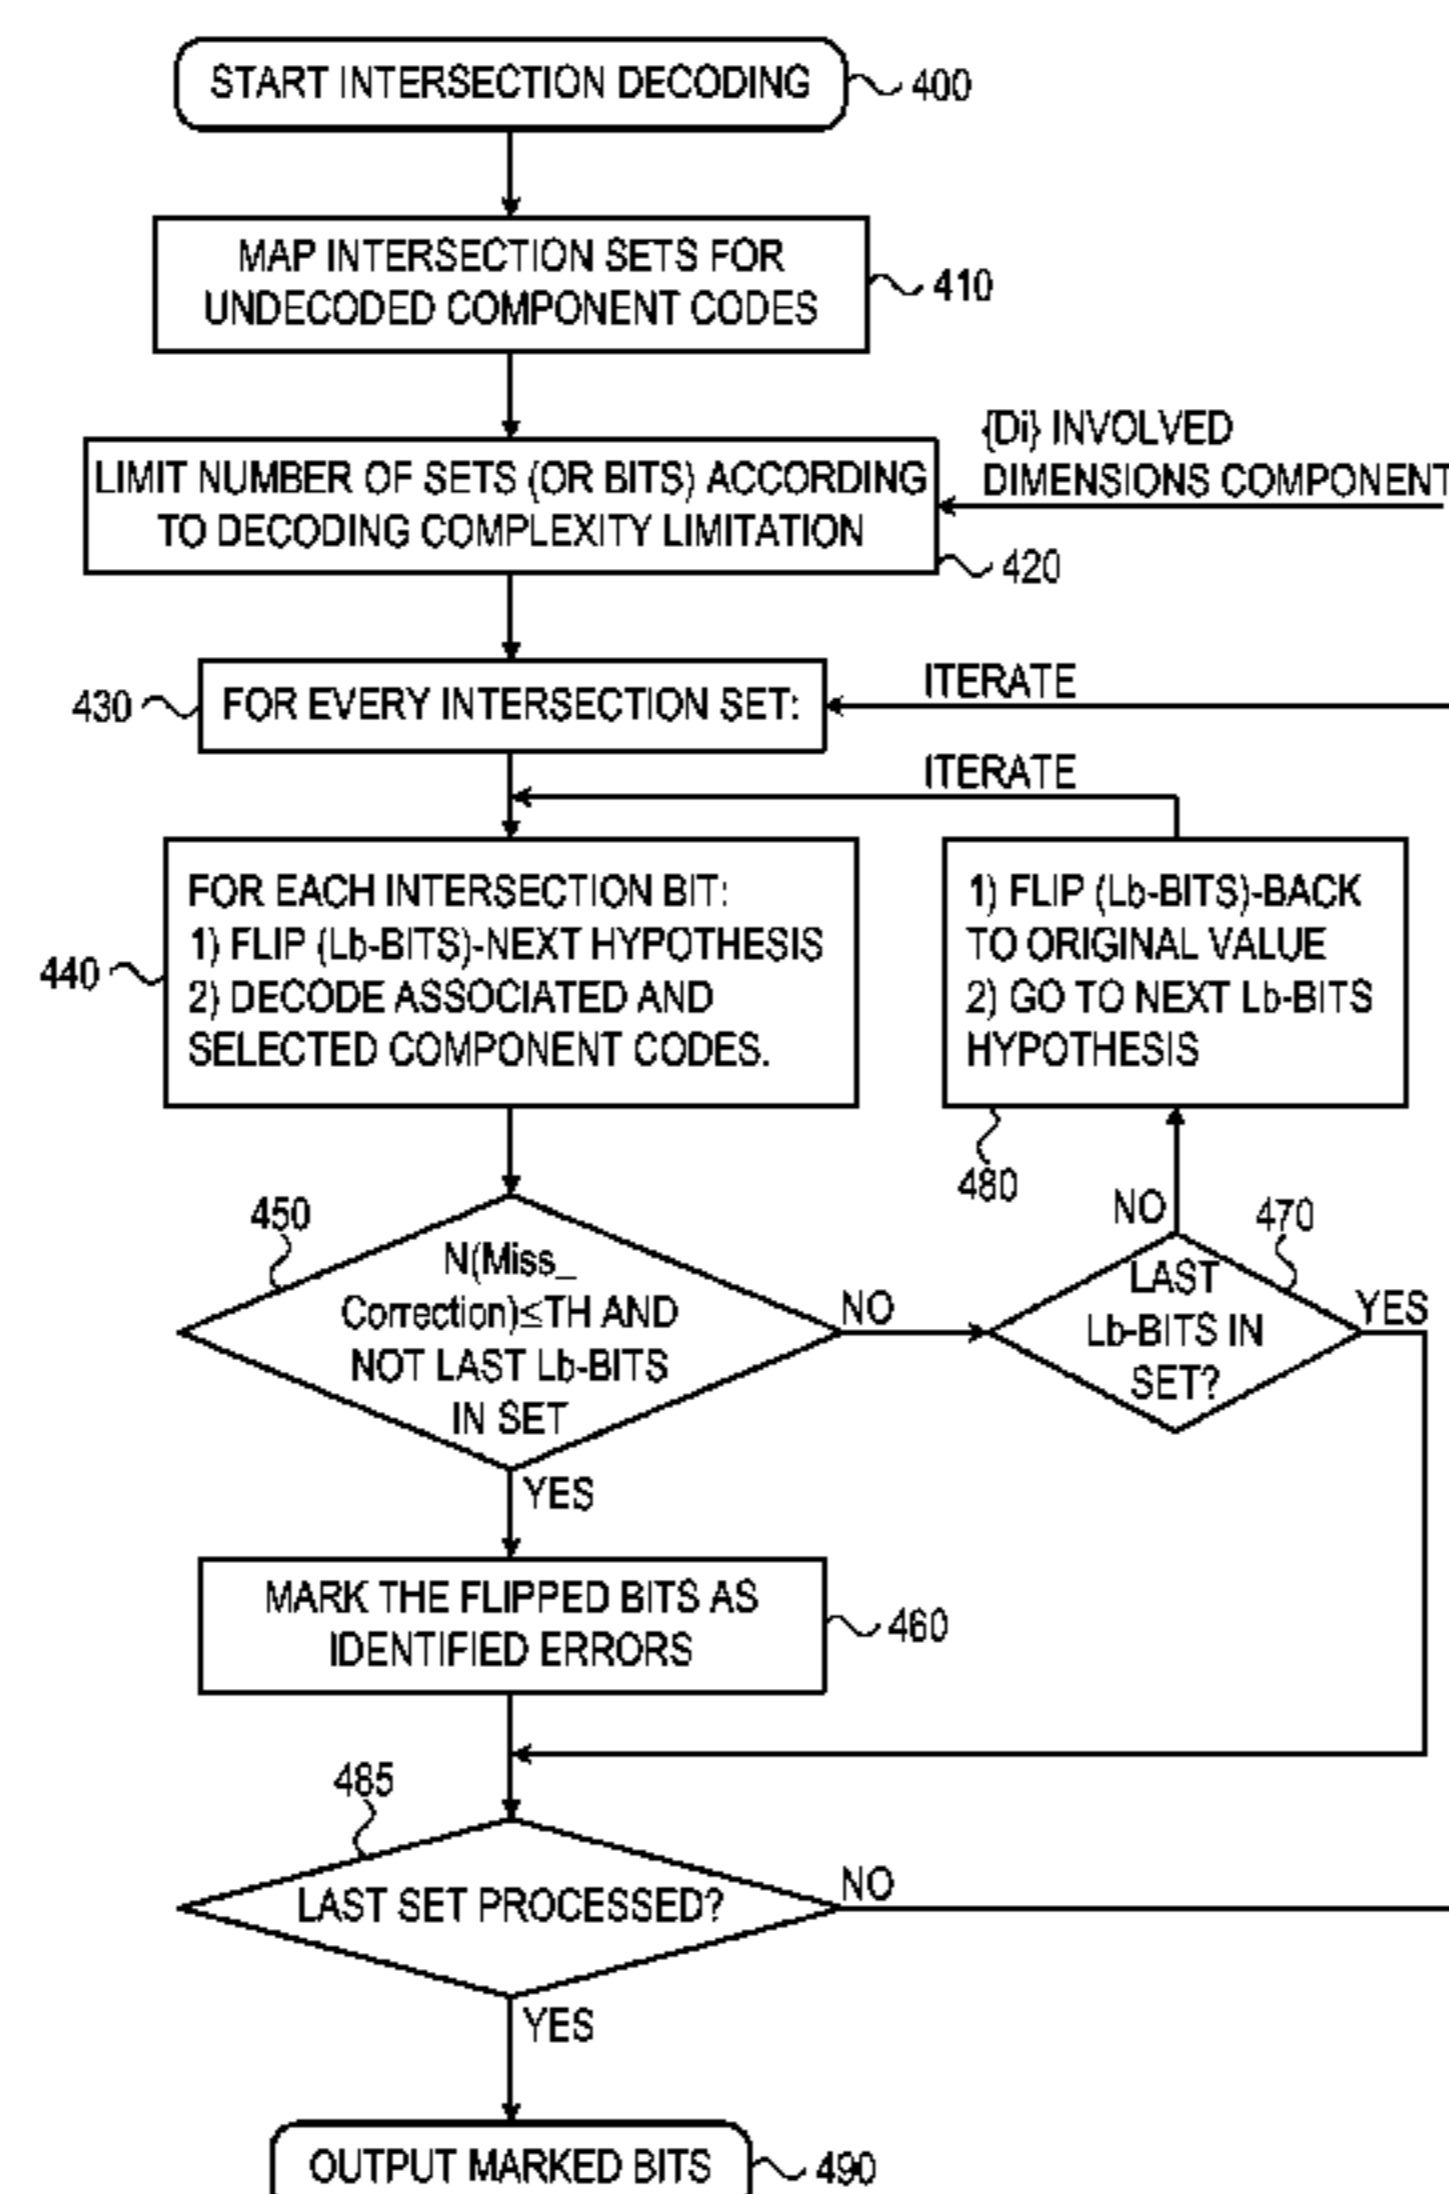 START INTERSECTION DECODING
400
MAP INTERSECTION SETS FOR
UNDECODED COMPONENT CODES
410
{Di} INVOLVED
DIMENSIONS COMPONENT
LIMIT NUMBER OF SETS (OR BITS) ACCORDING
TO DECODING COMPLEXITY LIMITATION
420
430
FOR EVERY INTERSECTION SET:
ITERATE
ITERATE
FOR EACH INTERSECTION BIT:
1) FLIP (Lb-BITS)-NEXT HYPOTHESIS
2) DECODE ASSOCIATED AND
SELECTED COMPONENT CODES.
440
1) FLIP (Lb-BITS)-BACK
TO ORIGINAL VALUE
2) GO TO NEXT Lb-BITS
HYPOTHESIS
480
450
N(Miss_
Correction)≤TH AND
NOT LAST Lb-BITS
IN SET
NO
NO
470
LAST
Lb-BITS IN
SET?
YES
YES
MARK THE FLIPPED BITS AS
IDENTIFIED ERRORS
460
485
LAST SET PROCESSED?
NO
YES
OUTPUT MARKED BITS
490